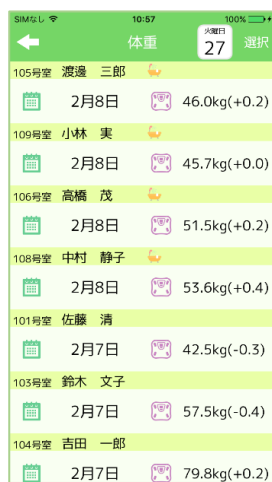 SIMなし 10:57 100%
体重 火曜日 27 選択
105号室 渡邊 三郎
2月8日 46.0kg(+0.2)
109号室 小林 実
2月8日 45.7kg(+0.0)
106号室 高橋 茂
2月8日 51.5kg(+0.2)
108号室 中村 静子
2月8日 53.6kg(+0.4)
101号室 佐藤 清
2月7日 42.5kg(-0.3)
103号室 鈴木 文子
2月7日 57.5kg(-0.4)
104号室 吉田 一郎
2月7日 79.8kg(+0.2)